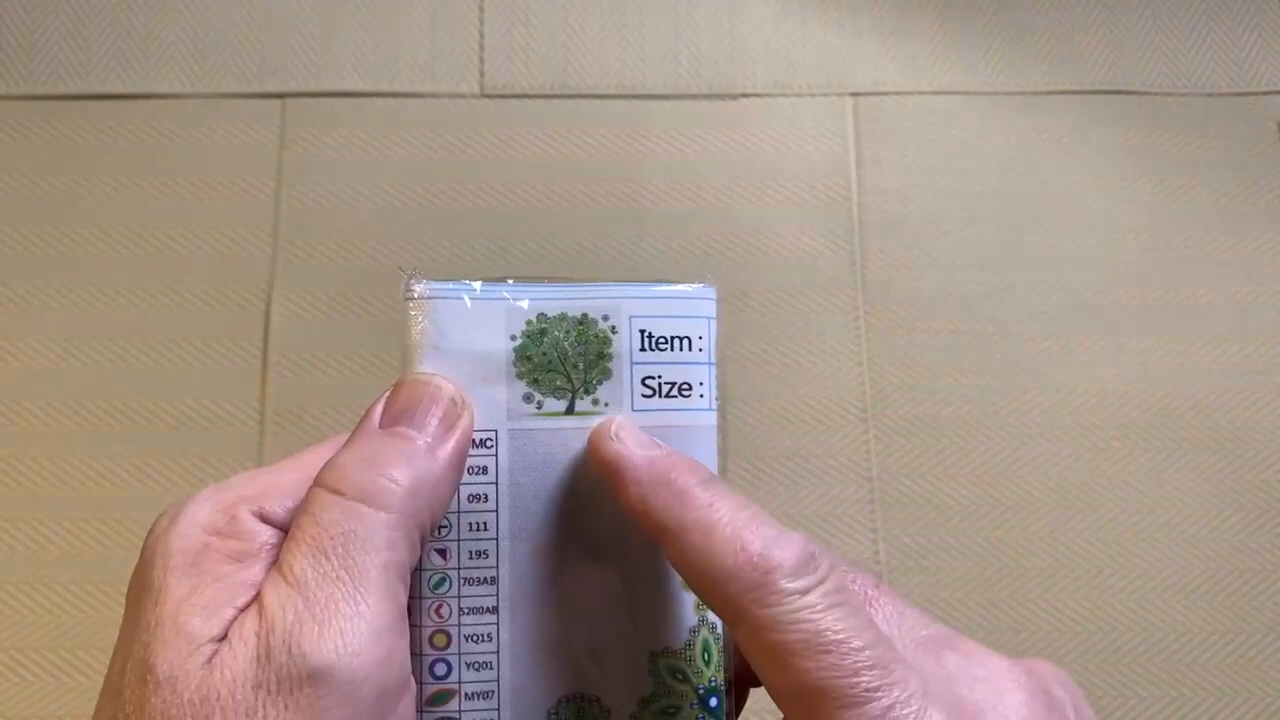 Item :
Size :
MC
028
093
111
195
703AB
5200AB
YQ15
YQ01
MY07